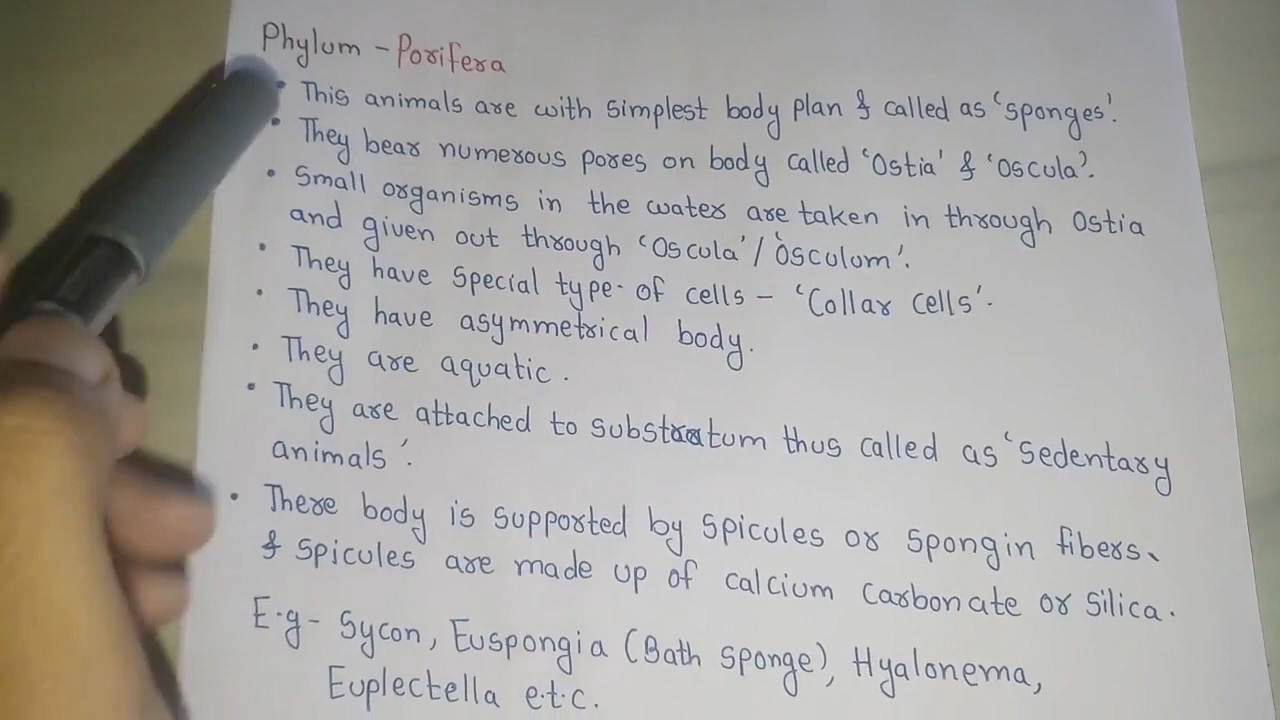 Phylum - Porifera
• This animals are with simplest body plan & called as 'sponges'.
• They bear numerous pores on body called 'Ostia' & 'Oscula'.
• Small organisms in the water are taken in through Ostia
and given out through 'Oscula' / 'Osculum'.
• They have special type of cells - 'Collar cells'.
• They have asymmetrical body.
• They are aquatic.
• They are attached to substratum thus called as 'Sedentary
animals'.
• There body is supported by spicules or spongin fibers.
& spicules are made up of calcium carbonate or silica.
E.g- Sycon, Euspongia (Bath sponge), Hyalonema,
Euplectella e.t.c.